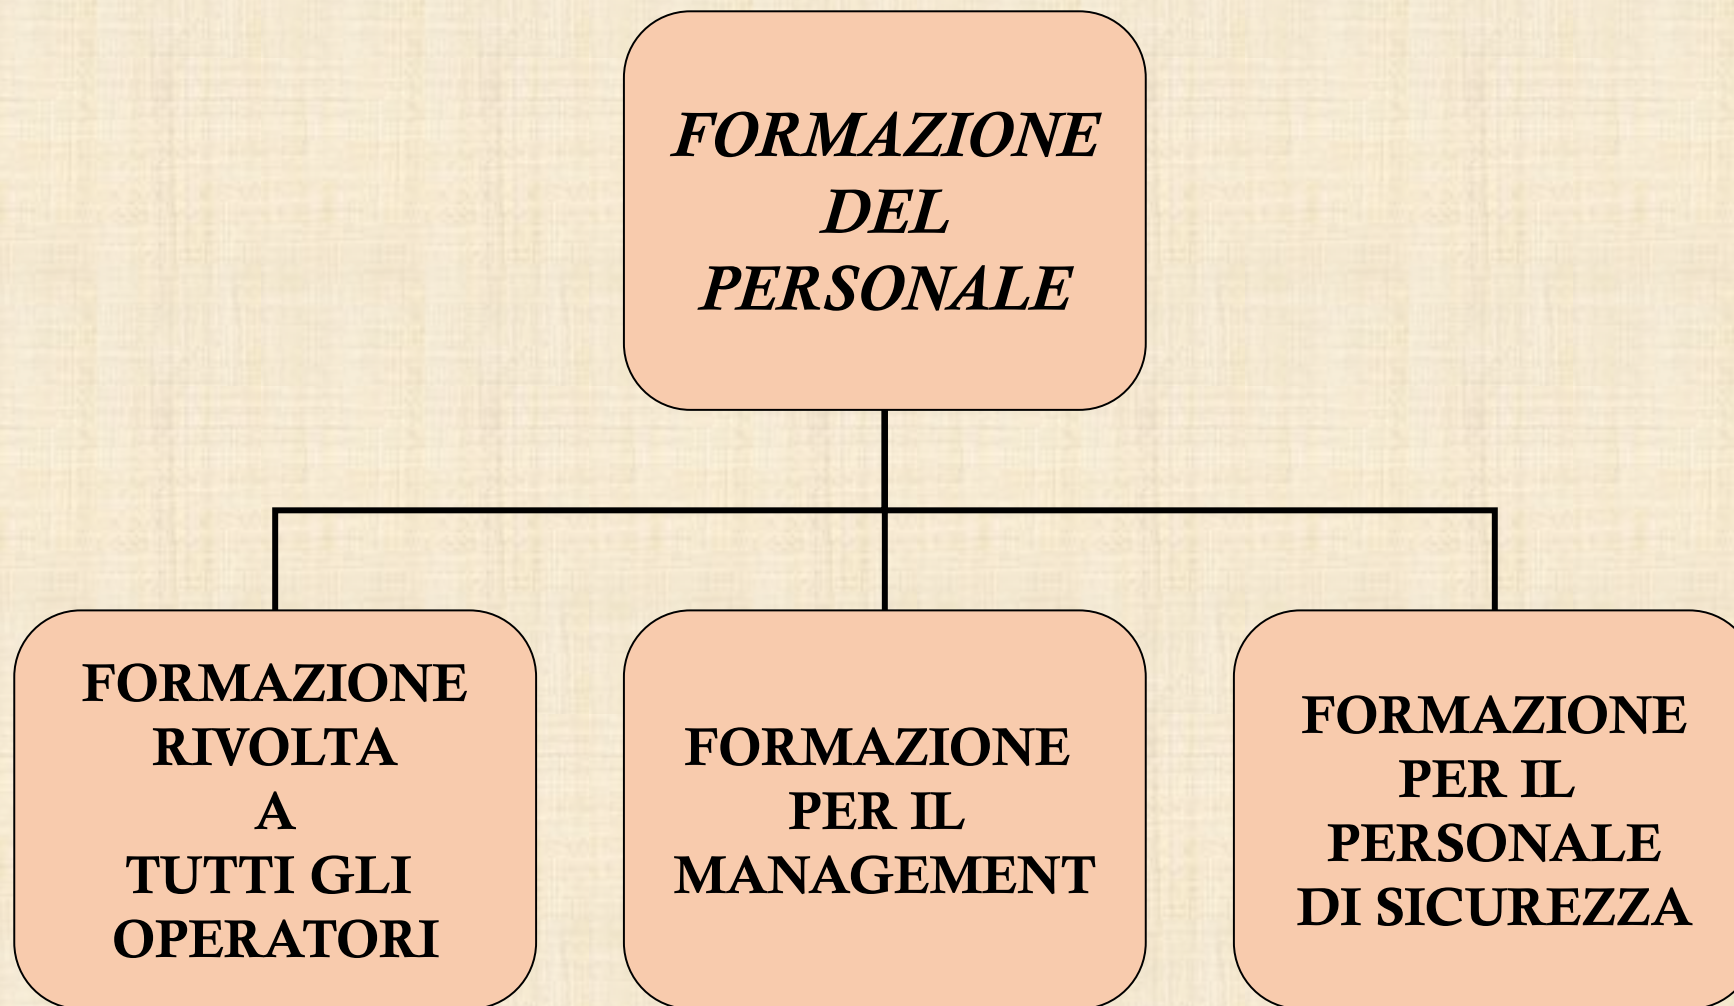 FORMAZIONE
DEL
PERSONALE
FORMAZIONE
RIVOLTA
A
TUTTI GLI
OPERATORI
FORMAZIONE
PER IL
MANAGEMENT
FORMAZIONE
PER IL
PERSONALE
DI SICUREZZA